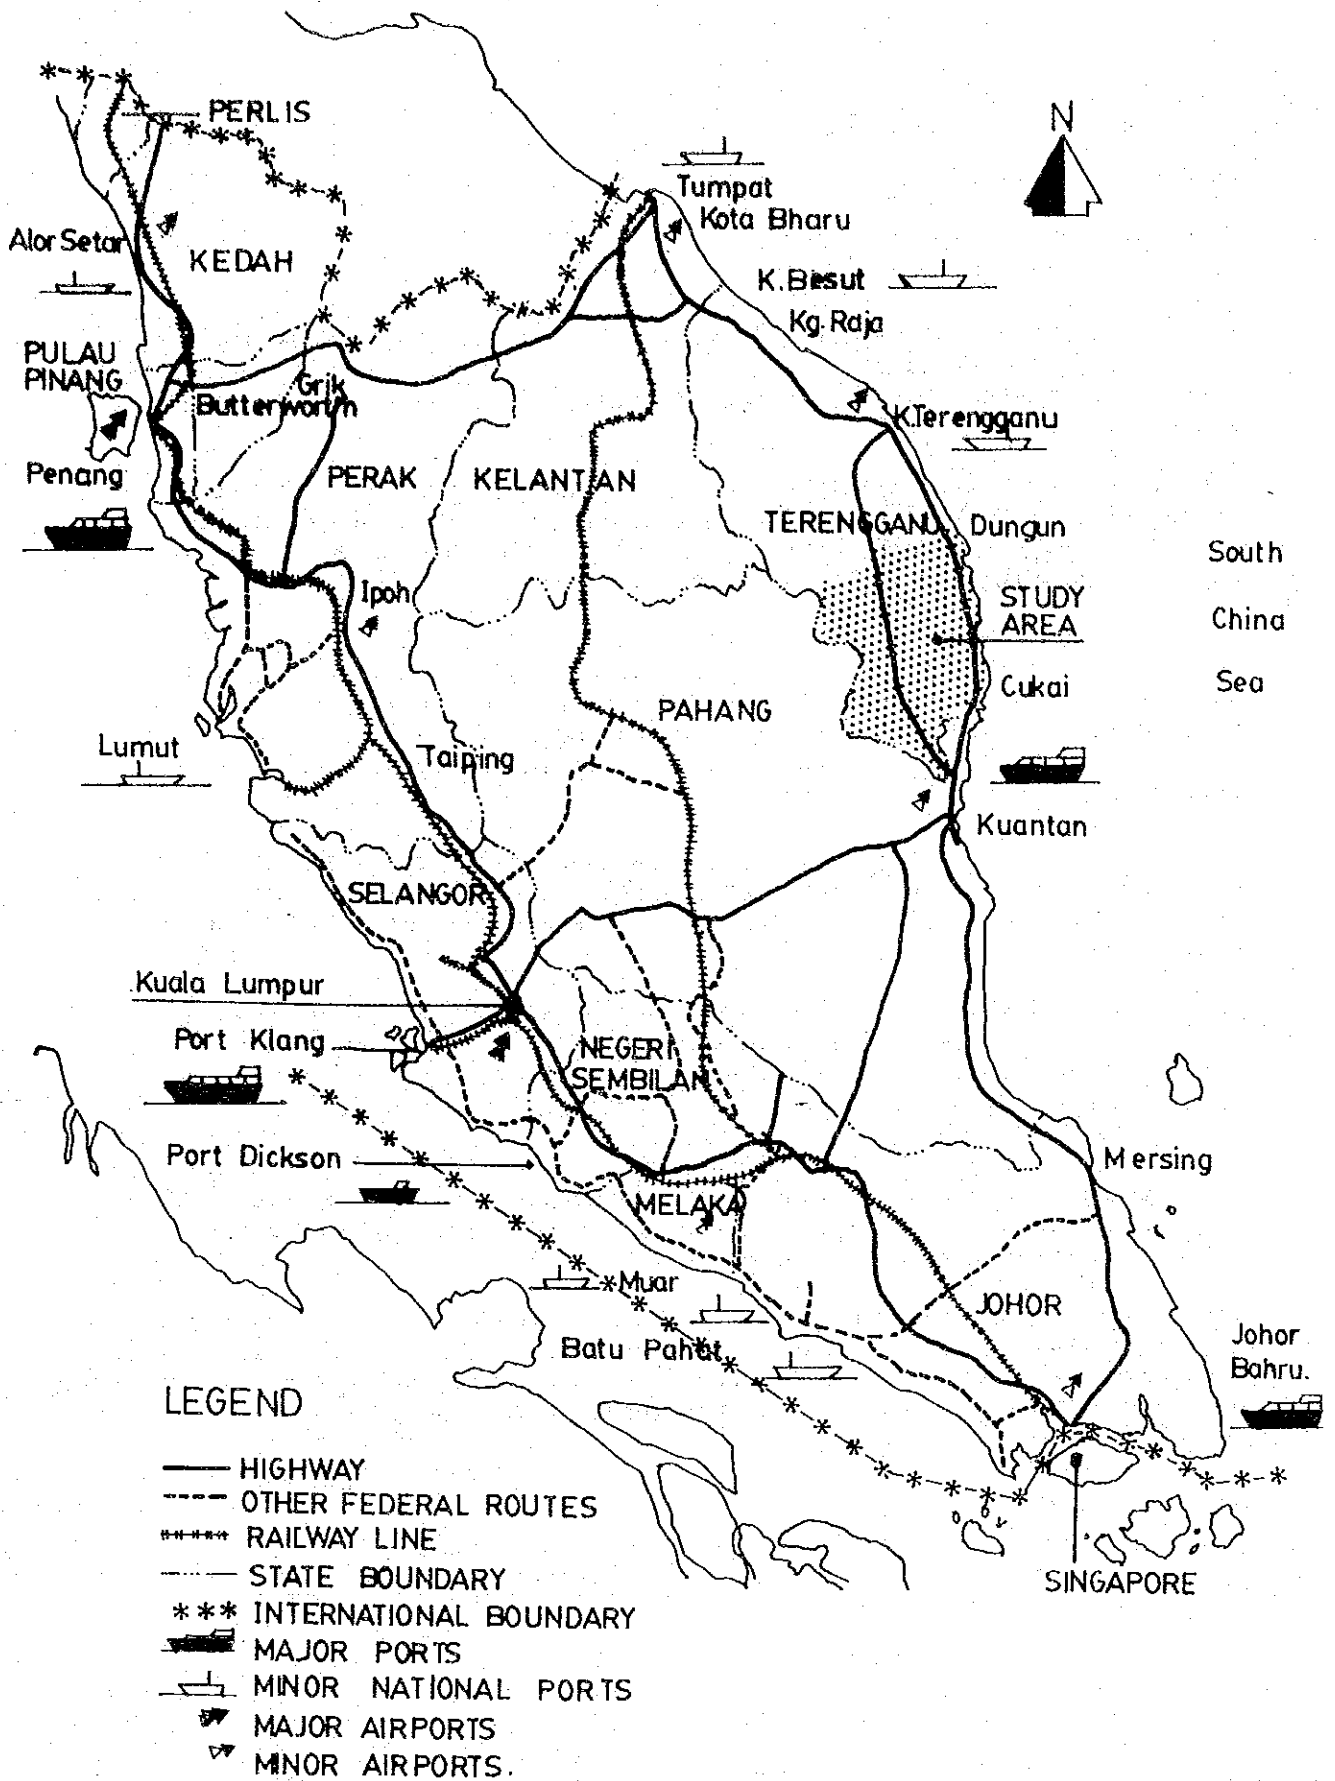 N
PERLIS
Tumpat
Kota Bharu
Alor Setar
KEDAH
K.Besut
Kg.Raja
PULAU
PINANG
Grik
Butterworth
K.Terengganu
Penang
PERAK
KELANTAN
TERENGGANU
Dungun
South
China
Sea
Ipoh
STUDY
AREA
Cukai
PAHANG
Lumut
Taiping
Kuantan
SELANGOR
Kuala Lumpur
Port Klang
NEGERI
SEMBILAN
Port Dickson
Mersing
MELAKA
Muar
JOHOR
Batu Pahat
Johor
Bahru.
SINGAPORE
LEGEND
HIGHWAY
OTHER FEDERAL ROUTES
RAILWAY LINE
STATE BOUNDARY
INTERNATIONAL BOUNDARY
MAJOR PORTS
MINOR NATIONAL PORTS
MAJOR AIRPORTS
MINOR AIRPORTS.